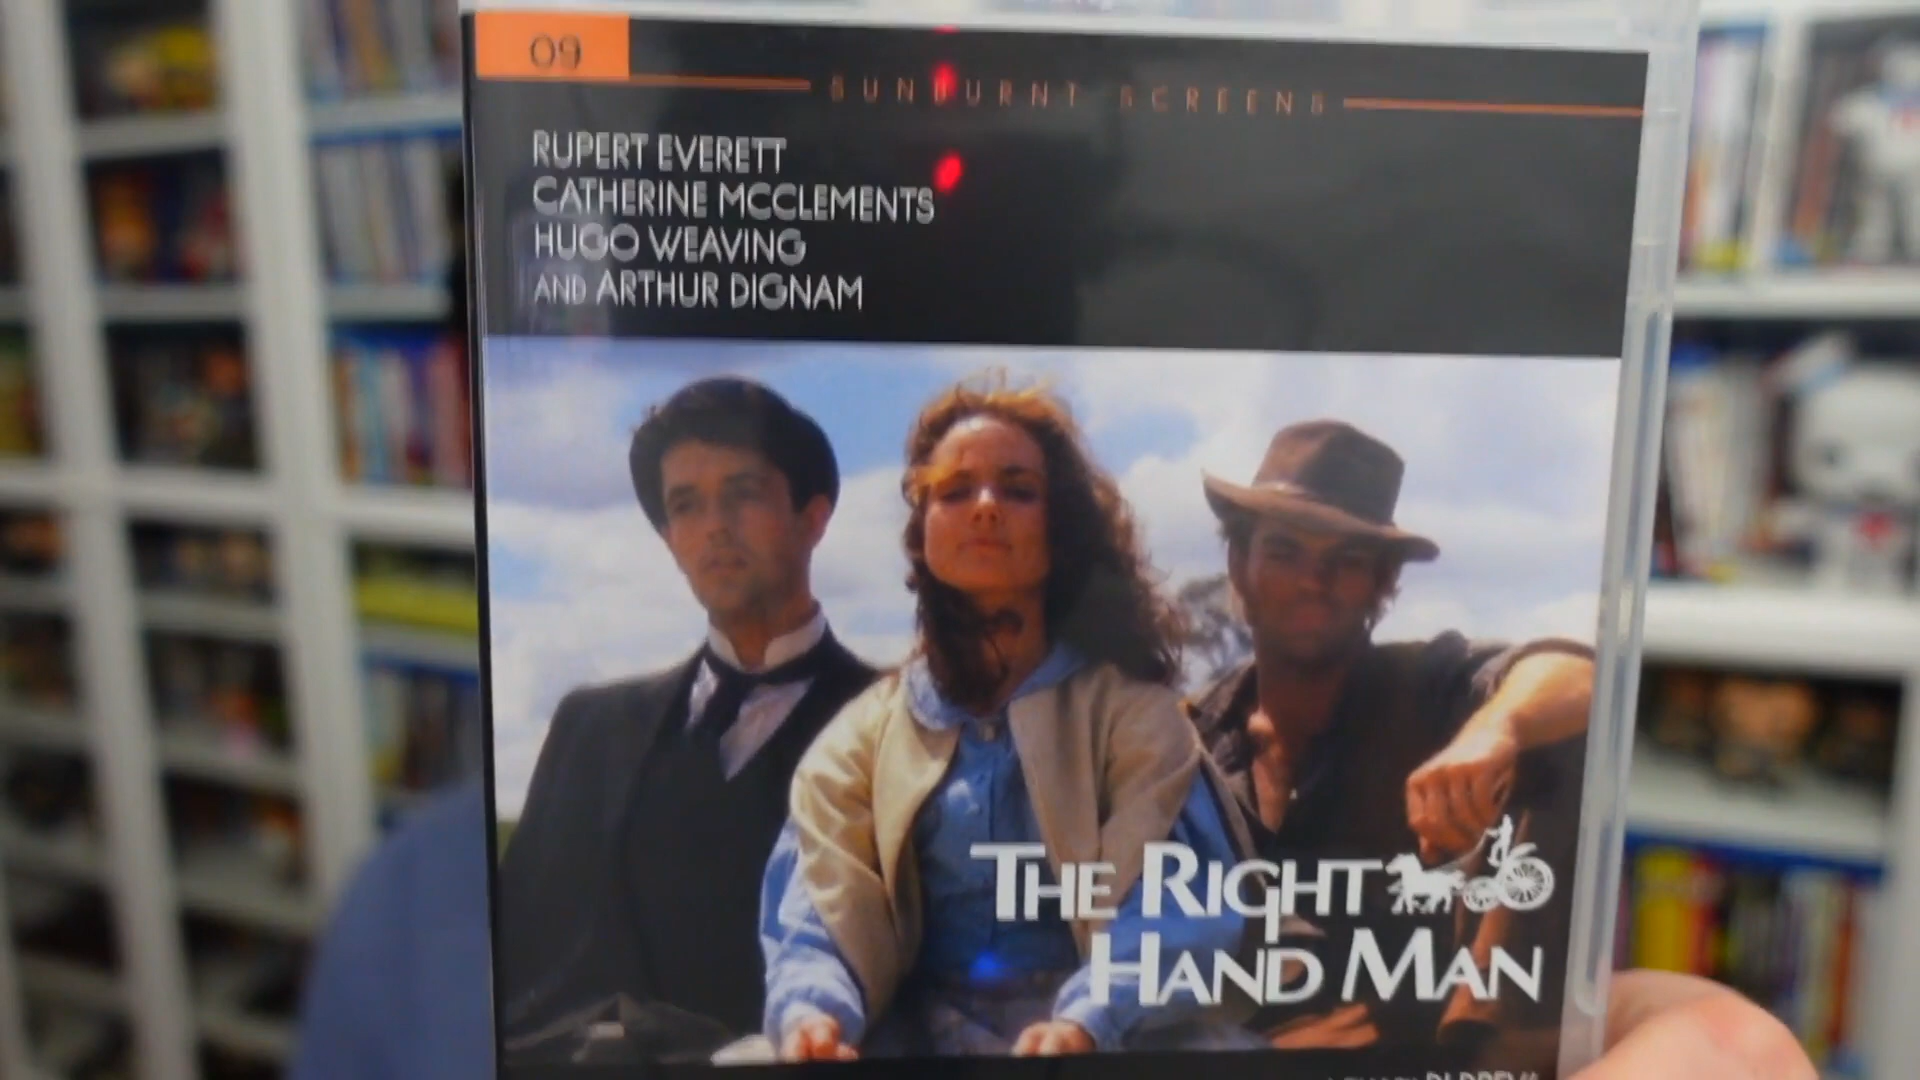 09
SUNBURNT SCREENS
RUPERT EVERETT
CATHERINE MCCLEMENTS
HUGO WEAVING
AND ARTHUR DIGNAM
THE RIGHT
HAND MAN